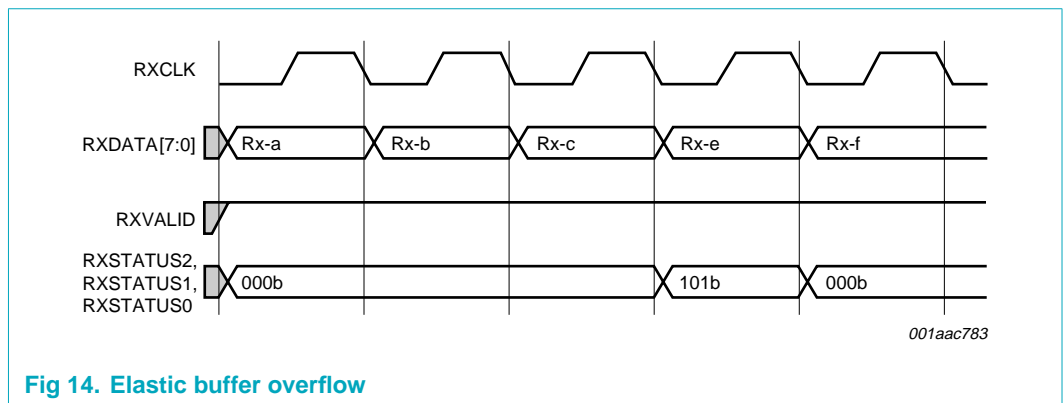 RXCLK
RXDATA[7:0] Rx-a Rx-b Rx-c Rx-e Rx-f
RXVALID
RXSTATUS2,
RXSTATUS1, 000b 101b 000b
RXSTATUS0
001aac783
Fig 14. Elastic buffer overflow